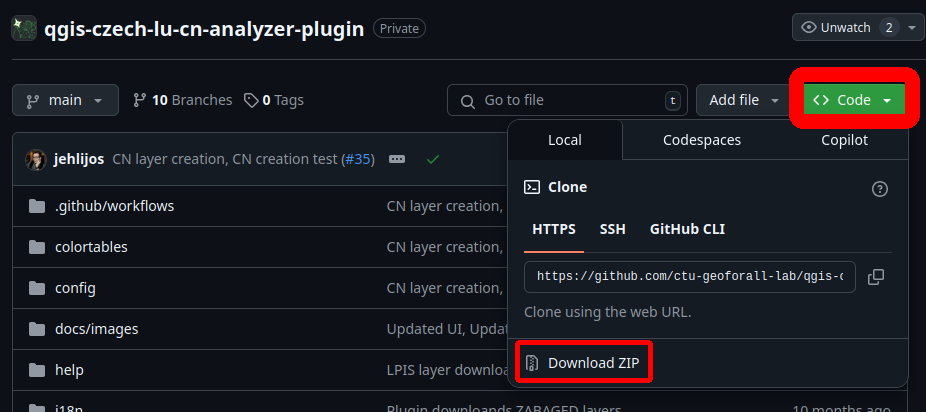 qgis-czech-lu-cn-analyzer-plugin Private Unwatch 2
main 10 Branches 0 Tags Go to file t Add file <> Code
Local Codespaces Copilot
jehlijos CN layer creation, CN creation test (#35)
Clone
.github/workflows CN layer creation,
HTTPS SSH GitHub CLI
colortables CN layer creation,
https://github.com/ctu-geoforall-lab/qgis-c
config CN layer creation,
Clone using the web URL.
docs/images Updated UI, Updat
Download ZIP
help LPIS layer downloa
i18n Plugin downloands ZABAGED layers 10 months ago